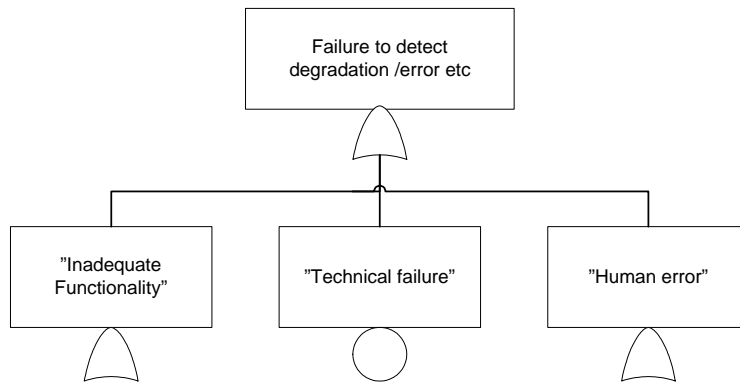 Failure to detect
degradation /error etc
”Inadequate
Functionality”
”Technical failure”
”Human error”